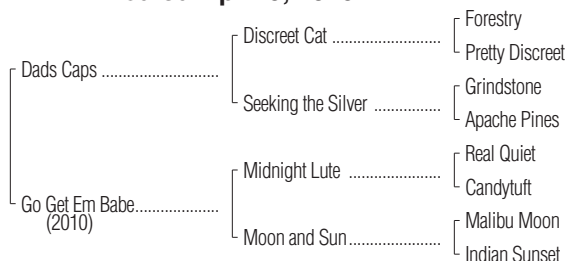 Forestry
Discreet Cat ....................
Pretty Discreet
Dads Caps ......................
Grindstone
Seeking the Silver ............
Apache Pines
Real Quiet
Midnight Lute .................
Candytuft
Go Get Em Babe................
(2010)
Malibu Moon
Moon and Sun..................
Indian Sunset